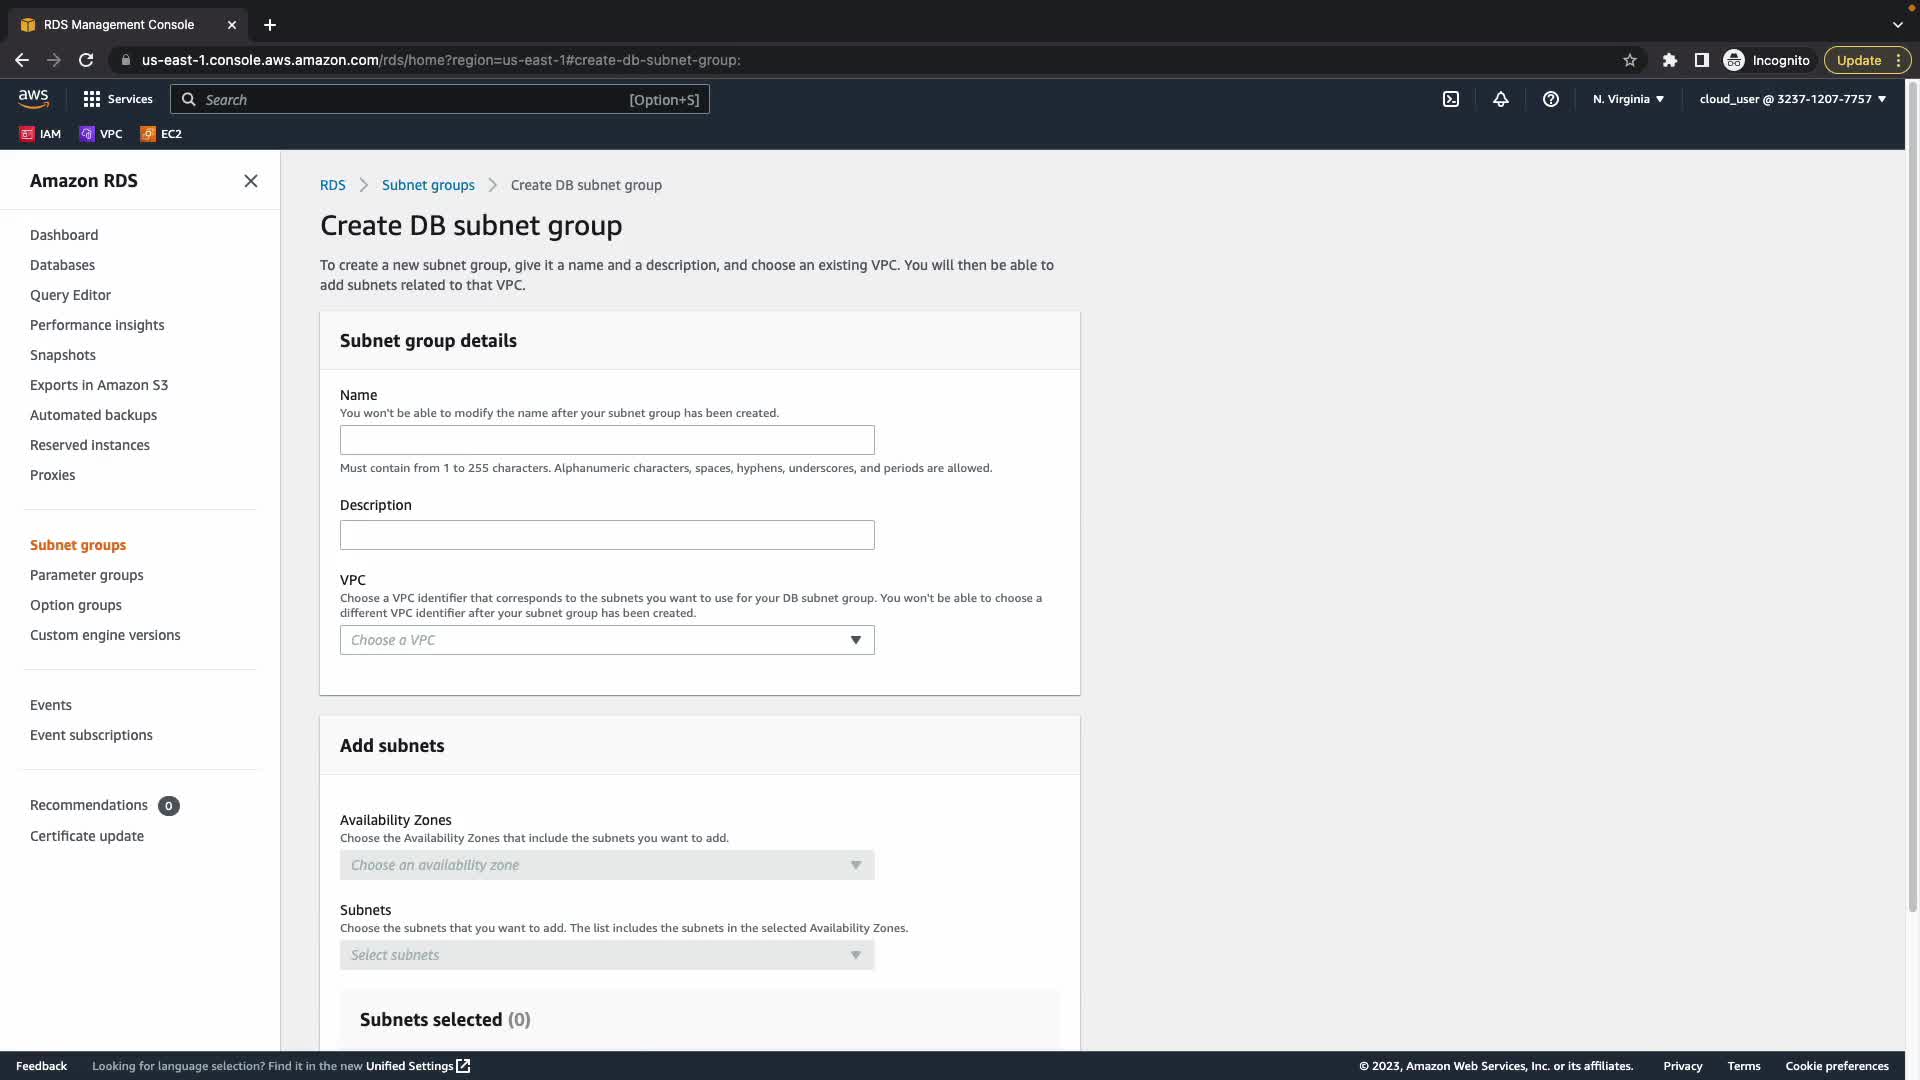 RDS Management Console
us-east-1.console.aws.amazon.com/rds/home?region=us-east-1#create-db-subnet-group:
Incognito
Update
aws
Services
Search
[Option+S]
N. Virginia
cloud_user @ 3237-1207-7757
IAM
VPC
EC2
Amazon RDS
Dashboard
Databases
Query Editor
Performance insights
Snapshots
Exports in Amazon S3
Automated backups
Reserved instances
Proxies
Subnet groups
Parameter groups
Option groups
Custom engine versions
Events
Event subscriptions
Recommendations 0
Certificate update
RDS
Subnet groups
Create DB subnet group
Create DB subnet group
To create a new subnet group, give it a name and a description, and choose an existing VPC. You will then be able to
add subnets related to that VPC.
Subnet group details
Name
You won't be able to modify the name after your subnet group has been created.
Must contain from 1 to 255 characters. Alphanumeric characters, spaces, hyphens, underscores, and periods are allowed.
Description
VPC
Choose a VPC identifier that corresponds to the subnets you want to use for your DB subnet group. You won't be able to choose a
different VPC identifier after your subnet group has been created.
Choose a VPC
Add subnets
Availability Zones
Choose the Availability Zones that include the subnets you want to add.
Choose an availability zone
Subnets
Choose the subnets that you want to add. The list includes the subnets in the selected Availability Zones.
Select subnets
Subnets selected (0)
Feedback
Looking for language selection? Find it in the new Unified Settings
© 2023, Amazon Web Services, Inc. or its affiliates.
Privacy
Terms
Cookie preferences